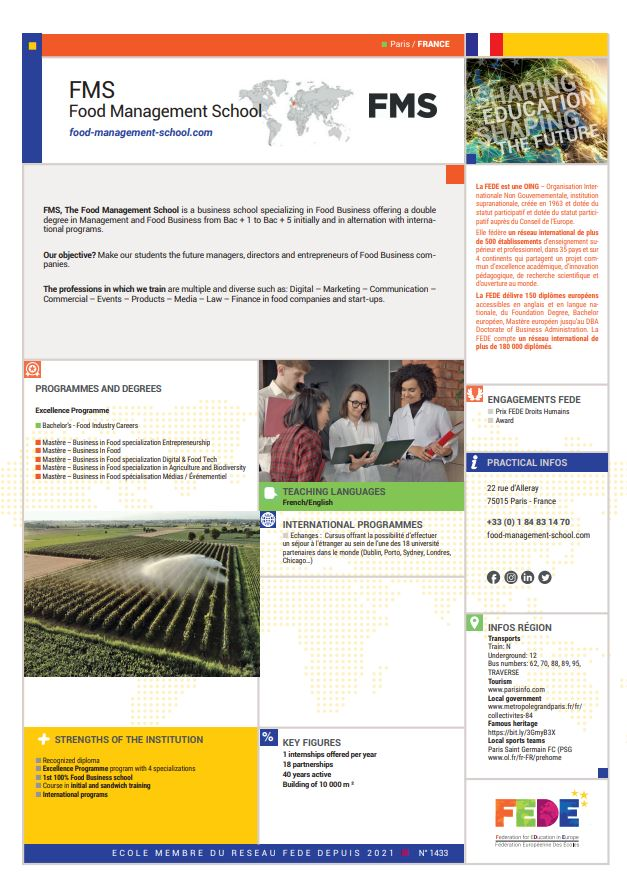 Paris / FRANCE
FMS
Food Management School
food-management-school.com
FMS
SHARING
EDUCATION
SHAPING
THE FUTURE
FMS, The Food Management School is a business school specializing in Food Business offering a double
degree in Management and Food Business from Bac + 1 to Bac + 5 initially and in alternation with interna-
tional programs.
Our objective? Make our students the future managers, directors and entrepreneurs of Food Business com-
panies.
The professions in which we train are multiple and diverse such as: Digital – Marketing – Communication –
Commercial – Events – Products – Media – Law – Finance in food companies and start-ups.
La FEDE est une OING – Organisation Inter-
nationale Non Gouvernementale, institution
supranationale, créée en 1963 et dotée du
statut participatif et dotée du statut partici-
patif auprès du Conseil de l'Europe.
Elle fédère un réseau international de plus
de 500 établissements d'enseignement su-
périeur et professionnel, dans 35 pays et sur
4 continents qui partagent un projet com-
mun d'excellence académique, d'innovation
pédagogique, de recherche scientifique et
d'ouverture au monde.
La FEDE délivre 150 diplômes européens
accessibles en anglais et en langue na-
tionale, du Foundation Degree, Bachelor
européen, Mastère européen jusqu'au DBA
Doctorate of Business Administration. La
FEDE compte un réseau international de
plus de 180 000 diplômés.
PROGRAMMES AND DEGREES
Excellence Programme
Bachelor's - Food Industry Careers
Mastère – Business in Food specialization Entrepreneurship
Mastère – Business In Food
Mastère – Business in Food specialization Digital & Food Tech
Mastère – Business in Food specialization in Agriculture and Biodiversity
Mastère – Business in Food specialisation Médias / Événementiel
TEACHING LANGUAGES
French/English
INTERNATIONAL PROGRAMMES
Echanges : Cursus offrant la possibilité d'effectuer
un séjour à l'étranger au sein de l'une des 18 université
partenaires dans le monde (Dublin, Porto, Sydney, Londres,
Chicago...)
ENGAGEMENTS FEDE
Prix FEDE Droits Humains
Award
PRACTICAL INFOS
22 rue d'Alleray
75015 Paris - France
+33 (0) 1 84 83 14 70
food-management-school.com
INFOS RÉGION
Transports
Train: N
Underground: 12
Bus numbers: 62, 70, 88, 89, 95,
TRAVERSE
Tourism
www.parisinfo.com
Local government
www.metropolegrandparis.fr/fr/
collectivites-84
Famous heritage
https://bit.ly/3GmyB3X
Local sports teams
Paris Saint Germain FC (PSG
www.ol.fr/fr-FR/prehome
STRENGTHS OF THE INSTITUTION
Recognized diploma
Excellence Programme program with 4 specializations
1st 100% Food Business school
Course in initial and sandwich training
International programs
%
KEY FIGURES
1 internships offered per year
18 partnerships
40 years active
Building of 10 000 m ²
FEDE
Federation for EDucation in Europe
Fédération Européenne Des Ecoles
ECOLE MEMBRE DU RESEAU FEDE DEPUIS 2021 N° 1433